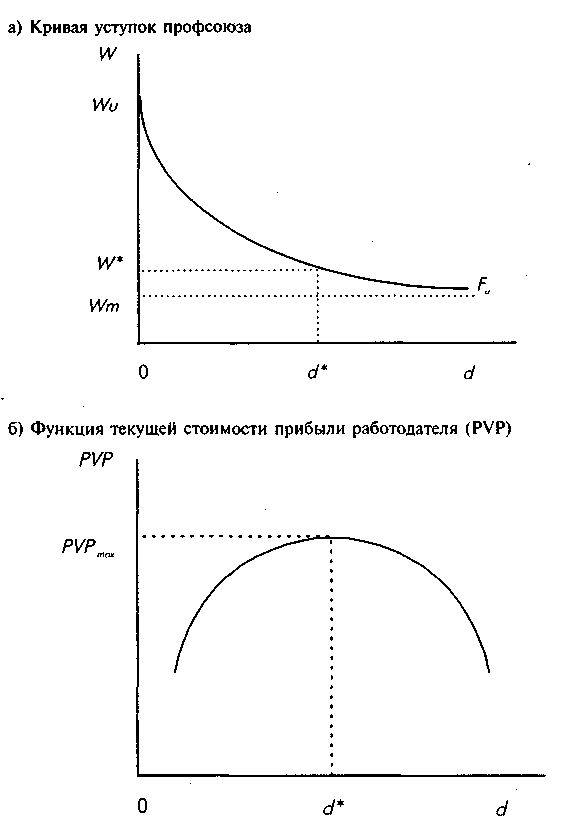 а) Кривая уступок профсоюза
W
Wu
W*
Wm
Fu
0 d* d
б) Функция текущей стоимости прибыли работодателя (PVP)
PVP
PVPmax
0 d* d